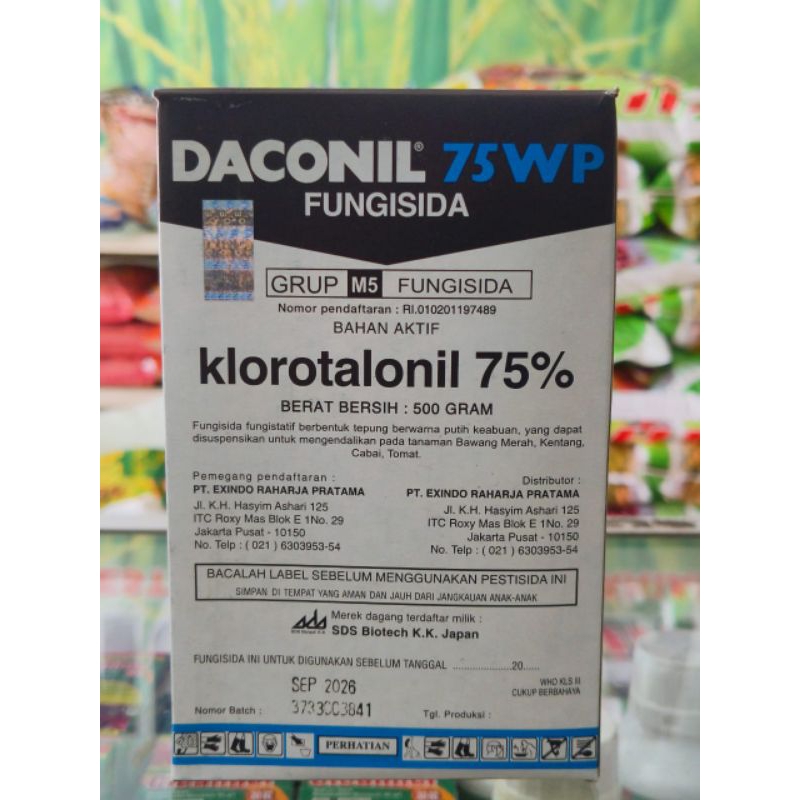 DACONIL® 75WP
FUNGISIDA
GRUP M5 FUNGISIDA
Nomor pendaftaran : RI.010201197489
BAHAN AKTIF
klorotalonil 75%
BERAT BERSIH : 500 GRAM
Fungisida fungistatif berbentuk tepung berwarna putih keabuan, yang dapat
disuspensikan untuk mengendalikan pada tanaman Bawang Merah, Kentang,
Cabai, Tomat.
Pemegang pendaftaran :
PT. EXINDO RAHARJA PRATAMA
Jl. K.H. Hasyim Ashari 125
ITC Roxy Mas Blok E 1No. 29
Jakarta Pusat - 10150
No. Telp : ( 021 ) 6303953-54
Distributor :
PT. EXINDO RAHARJA PRATAMA
Jl. K.H. Hasyim Ashari 125
ITC Roxy Mas Blok E 1No. 29
Jakarta Pusat - 10150
No. Telp : ( 021 ) 6303953-54
BACALAH LABEL SEBELUM MENGGUNAKAN PESTISIDA INI
SIMPAN DI TEMPAT YANG AMAN DAN JAUH DARI JANGKAUAN ANAK-ANAK
Merek dagang terdaftar milik :
SDS Biotech K.K. Japan
FUNGISIDA INI UNTUK DIGUNAKAN SEBELUM TANGGAL ......................20......
SEP 2026
WHO KLS III
CUKUP BERBAHAYA
Nomor Batch :
Tgl. Produksi :
PERHATIAN